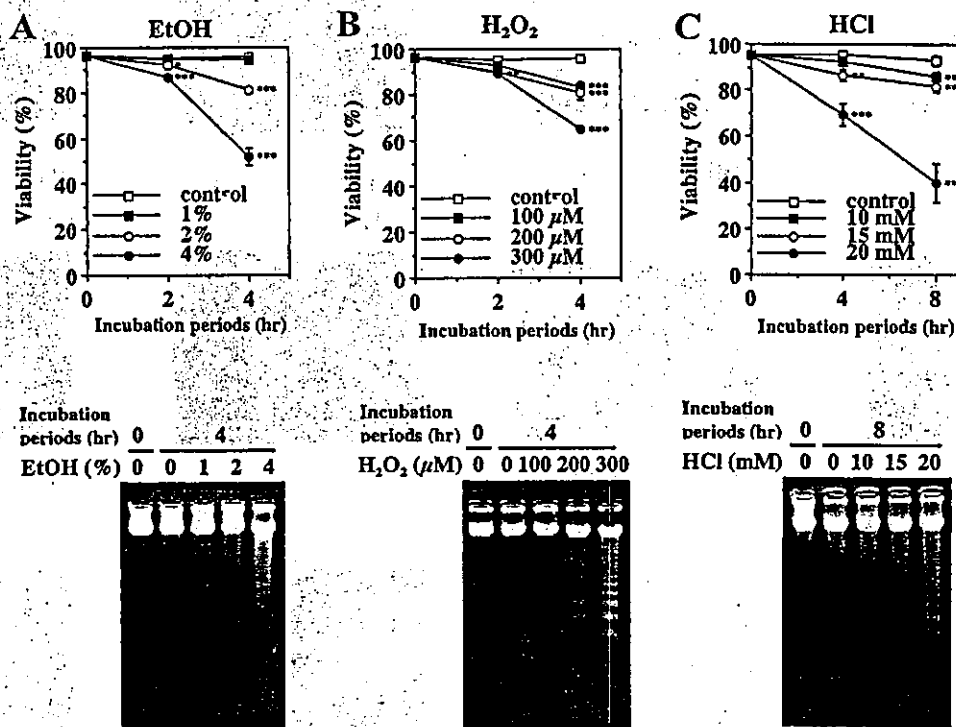 A EtOH
100
80
60
40
20
0
Viability (%)
control
1%
2%
4%
0 2 4
Incubation periods (hr)
***
***
***
B H₂O₂
100
80
60
40
20
0
Viability (%)
control
100 μM
200 μM
300 μM
0 2 4
Incubation periods (hr)
***
***
***
C HCl
100
80
60
40
20
0
Viability (%)
control
10 mM
15 mM
20 mM
0 4 8
Incubation periods (hr)
**
***
Incubation
periods (hr) 0 4
EtOH (%) 0 0 1 2 4
Incubation
periods (hr) 0 4
H₂O₂ (μM) 0 0 100 200 300
Incubation
periods (hr) 0 8
HCl (mM) 0 0 10 15 20